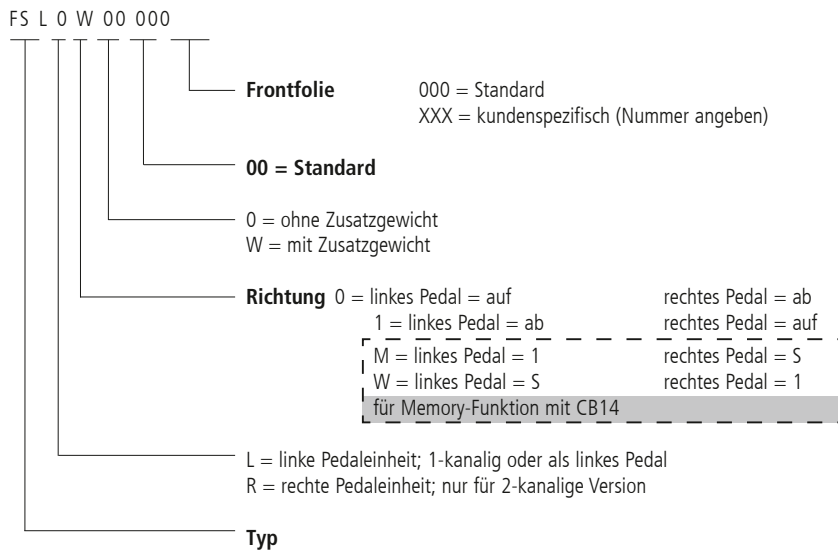 FS L 0 W 00 000
Frontfolie 000 = Standard
XXX = kundenspezifisch (Nummer angeben)
00 = Standard
0 = ohne Zusatzgewicht
W = mit Zusatzgewicht
Richtung 0 = linkes Pedal = auf rechtes Pedal = ab
1 = linkes Pedal = ab rechtes Pedal = auf
M = linkes Pedal = 1 rechtes Pedal = S
W = linkes Pedal = S rechtes Pedal = 1
für Memory-Funktion mit CB14
L = linke Pedaleinheit; 1-kanalig oder als linkes Pedal
R = rechte Pedaleinheit; nur für 2-kanalige Version
Typ